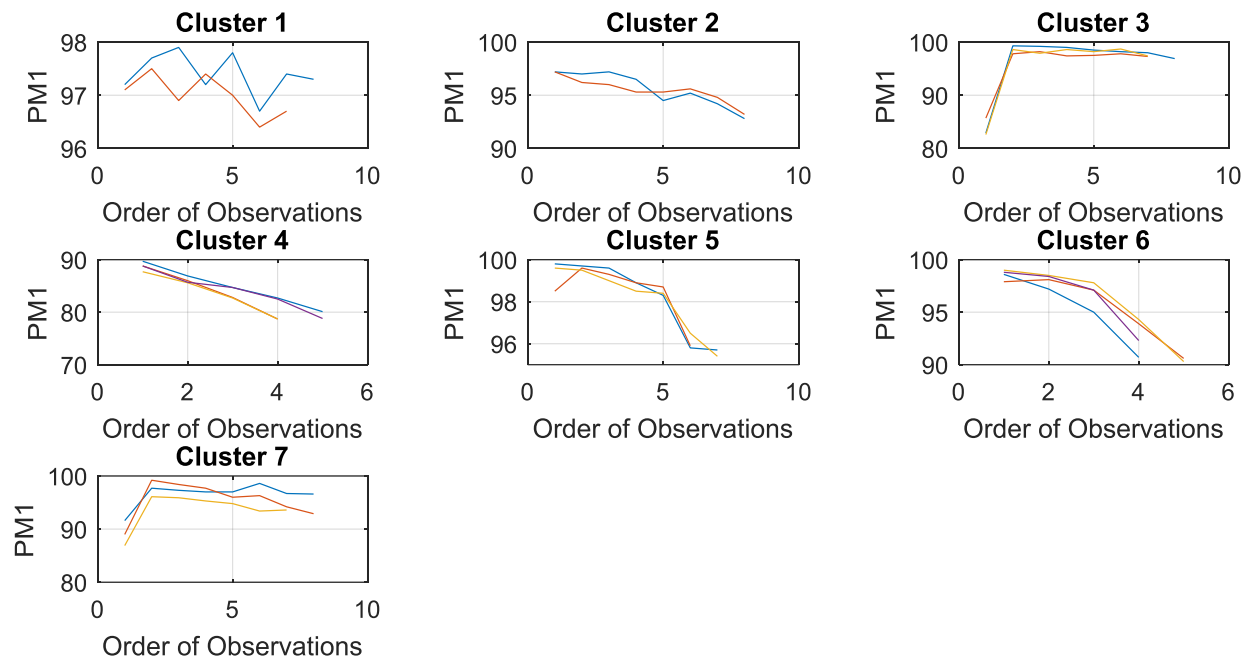 Cluster 1
98
97
96
PM1
0
5
10
Order of Observations
Cluster 2
100
95
90
PM1
0
5
10
Order of Observations
Cluster 3
100
90
80
PM1
0
5
10
Order of Observations
Cluster 4
90
80
70
PM1
0
2
4
6
Order of Observations
Cluster 5
100
98
96
PM1
0
5
10
Order of Observations
Cluster 6
100
95
90
PM1
0
2
4
6
Order of Observations
Cluster 7
100
90
80
PM1
0
5
10
Order of Observations